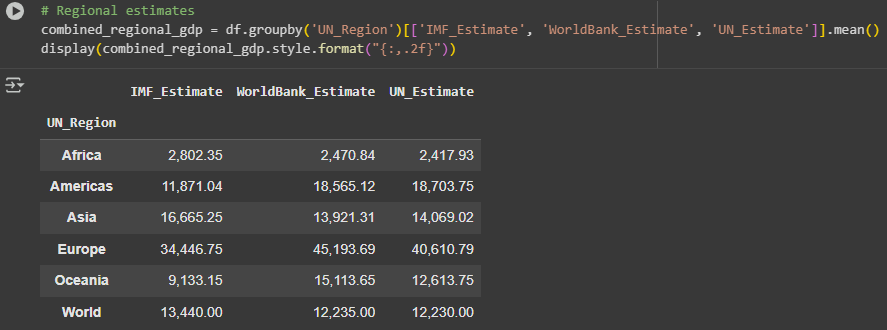 # Regional estimates
combined_regional_gdp = df.groupby('UN_Region')[['IMF_Estimate', 'WorldBank_Estimate', 'UN_Estimate']].mean()
display(combined_regional_gdp.style.format("{:,.2f}"))
IMF_Estimate WorldBank_Estimate UN_Estimate
UN_Region
Africa 2,802.35 2,470.84 2,417.93
Americas 11,871.04 18,565.12 18,703.75
Asia 16,665.25 13,921.31 14,069.02
Europe 34,446.75 45,193.69 40,610.79
Oceania 9,133.15 15,113.65 12,613.75
World 13,440.00 12,235.00 12,230.00